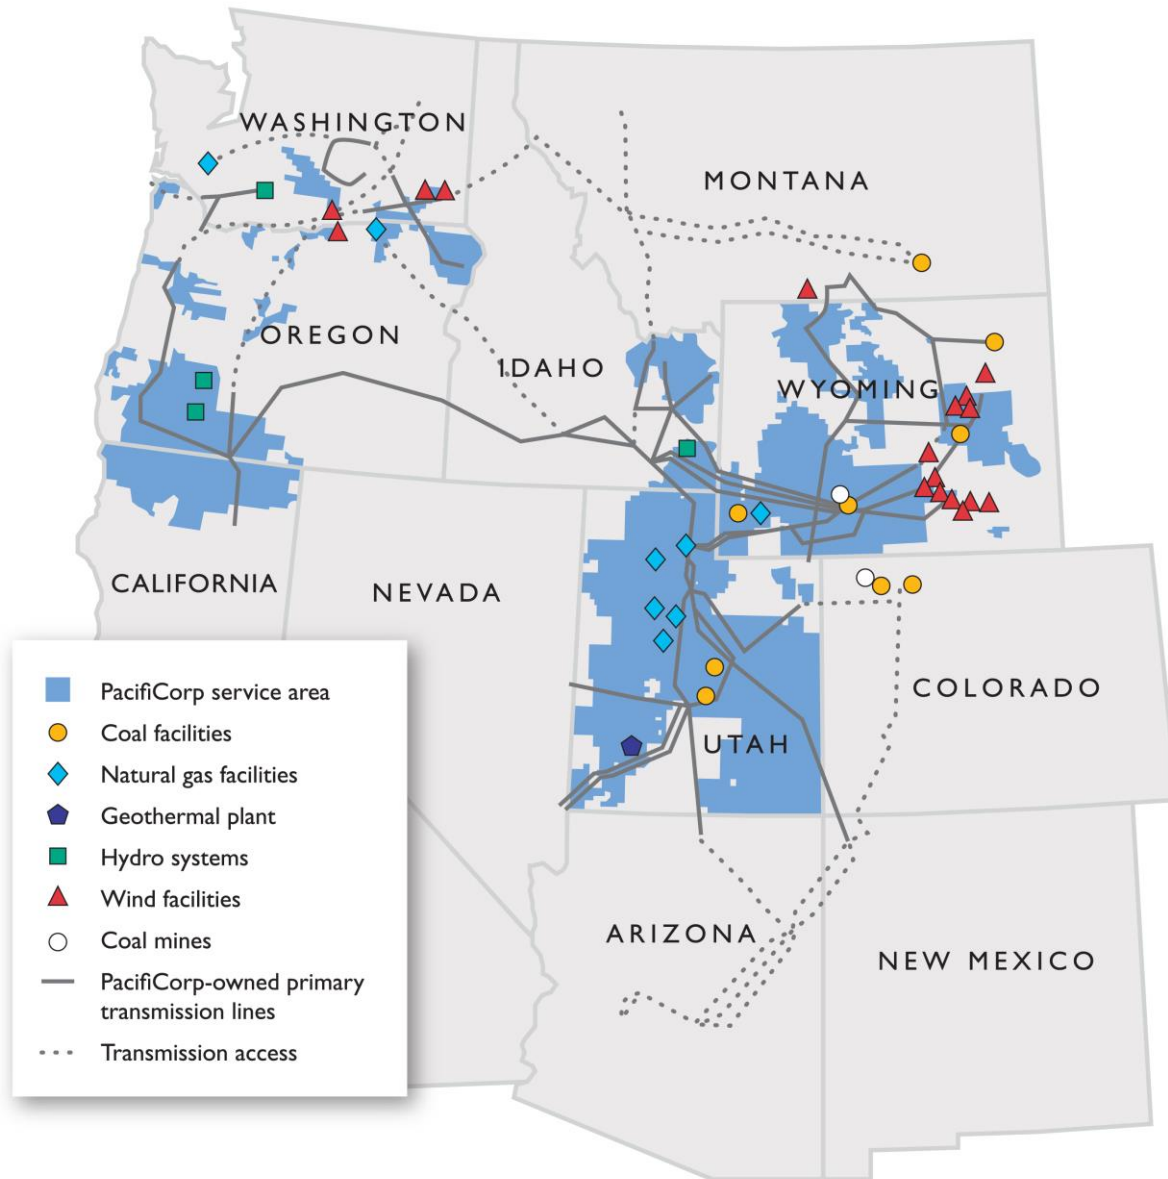 WASHINGTON
MONTANA
OREGON
IDAHO
WYOMING
CALIFORNIA
NEVADA
UTAH
COLORADO
ARIZONA
NEW MEXICO
PacifiCorp service area
Coal facilities
Natural gas facilities
Geothermal plant
Hydro systems
Wind facilities
Coal mines
PacifiCorp-owned primary
transmission lines
Transmission access